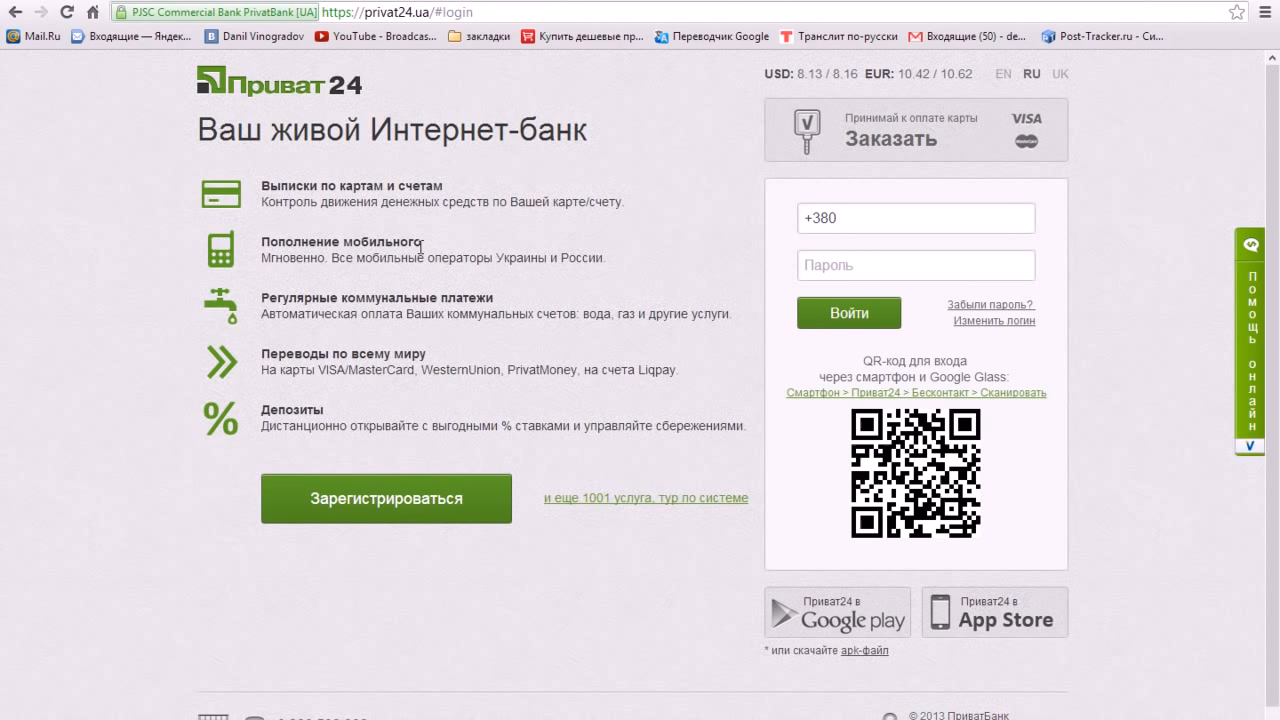 PJSC Commercial Bank PrivatBank [UA] https://privat24.ua/#login
Mail.Ru Входящие — Яндек... Danil Vinogradov YouTube - Broadcas... закладки Купить дешевые пр... Переводчик Google Транслит по-русски Входящие (50) - de... Post-Tracker.ru - Си...
Приват 24
USD: 8.13 / 8.16 EUR: 10.42 / 10.62 EN RU UK
Ваш живой Интернет-банк
Принимай к оплате карты
Заказать
VISA
MasterCard
Выписки по картам и счетам
Контроль движения денежных средств по Вашей карте/счету.
Пополнение мобильного
Мгновенно. Все мобильные операторы Украины и России.
Регулярные коммунальные платежи
Автоматическая оплата Ваших коммунальных счетов: вода, газ и другие услуги.
Переводы по всему миру
На карты VISA/MasterCard, WesternUnion, PrivatMoney, на счета Liqpay.
Депозиты
Дистанционно открывайте с выгодными % ставками и управляйте сбережениями.
Зарегистрироваться
и еще 1001 услуга, тур по системе
+380
Пароль
Войти
Забыли пароль?
Изменить логин
QR-код для входа
через смартфон и Google Glass:
Смартфон > Приват24 > Бесконтакт > Сканировать
Приват24 в
Google play
Приват24 в
App Store
* или скачайте apk-файл
Помощь онлайн
© 2013 ПриватБанк